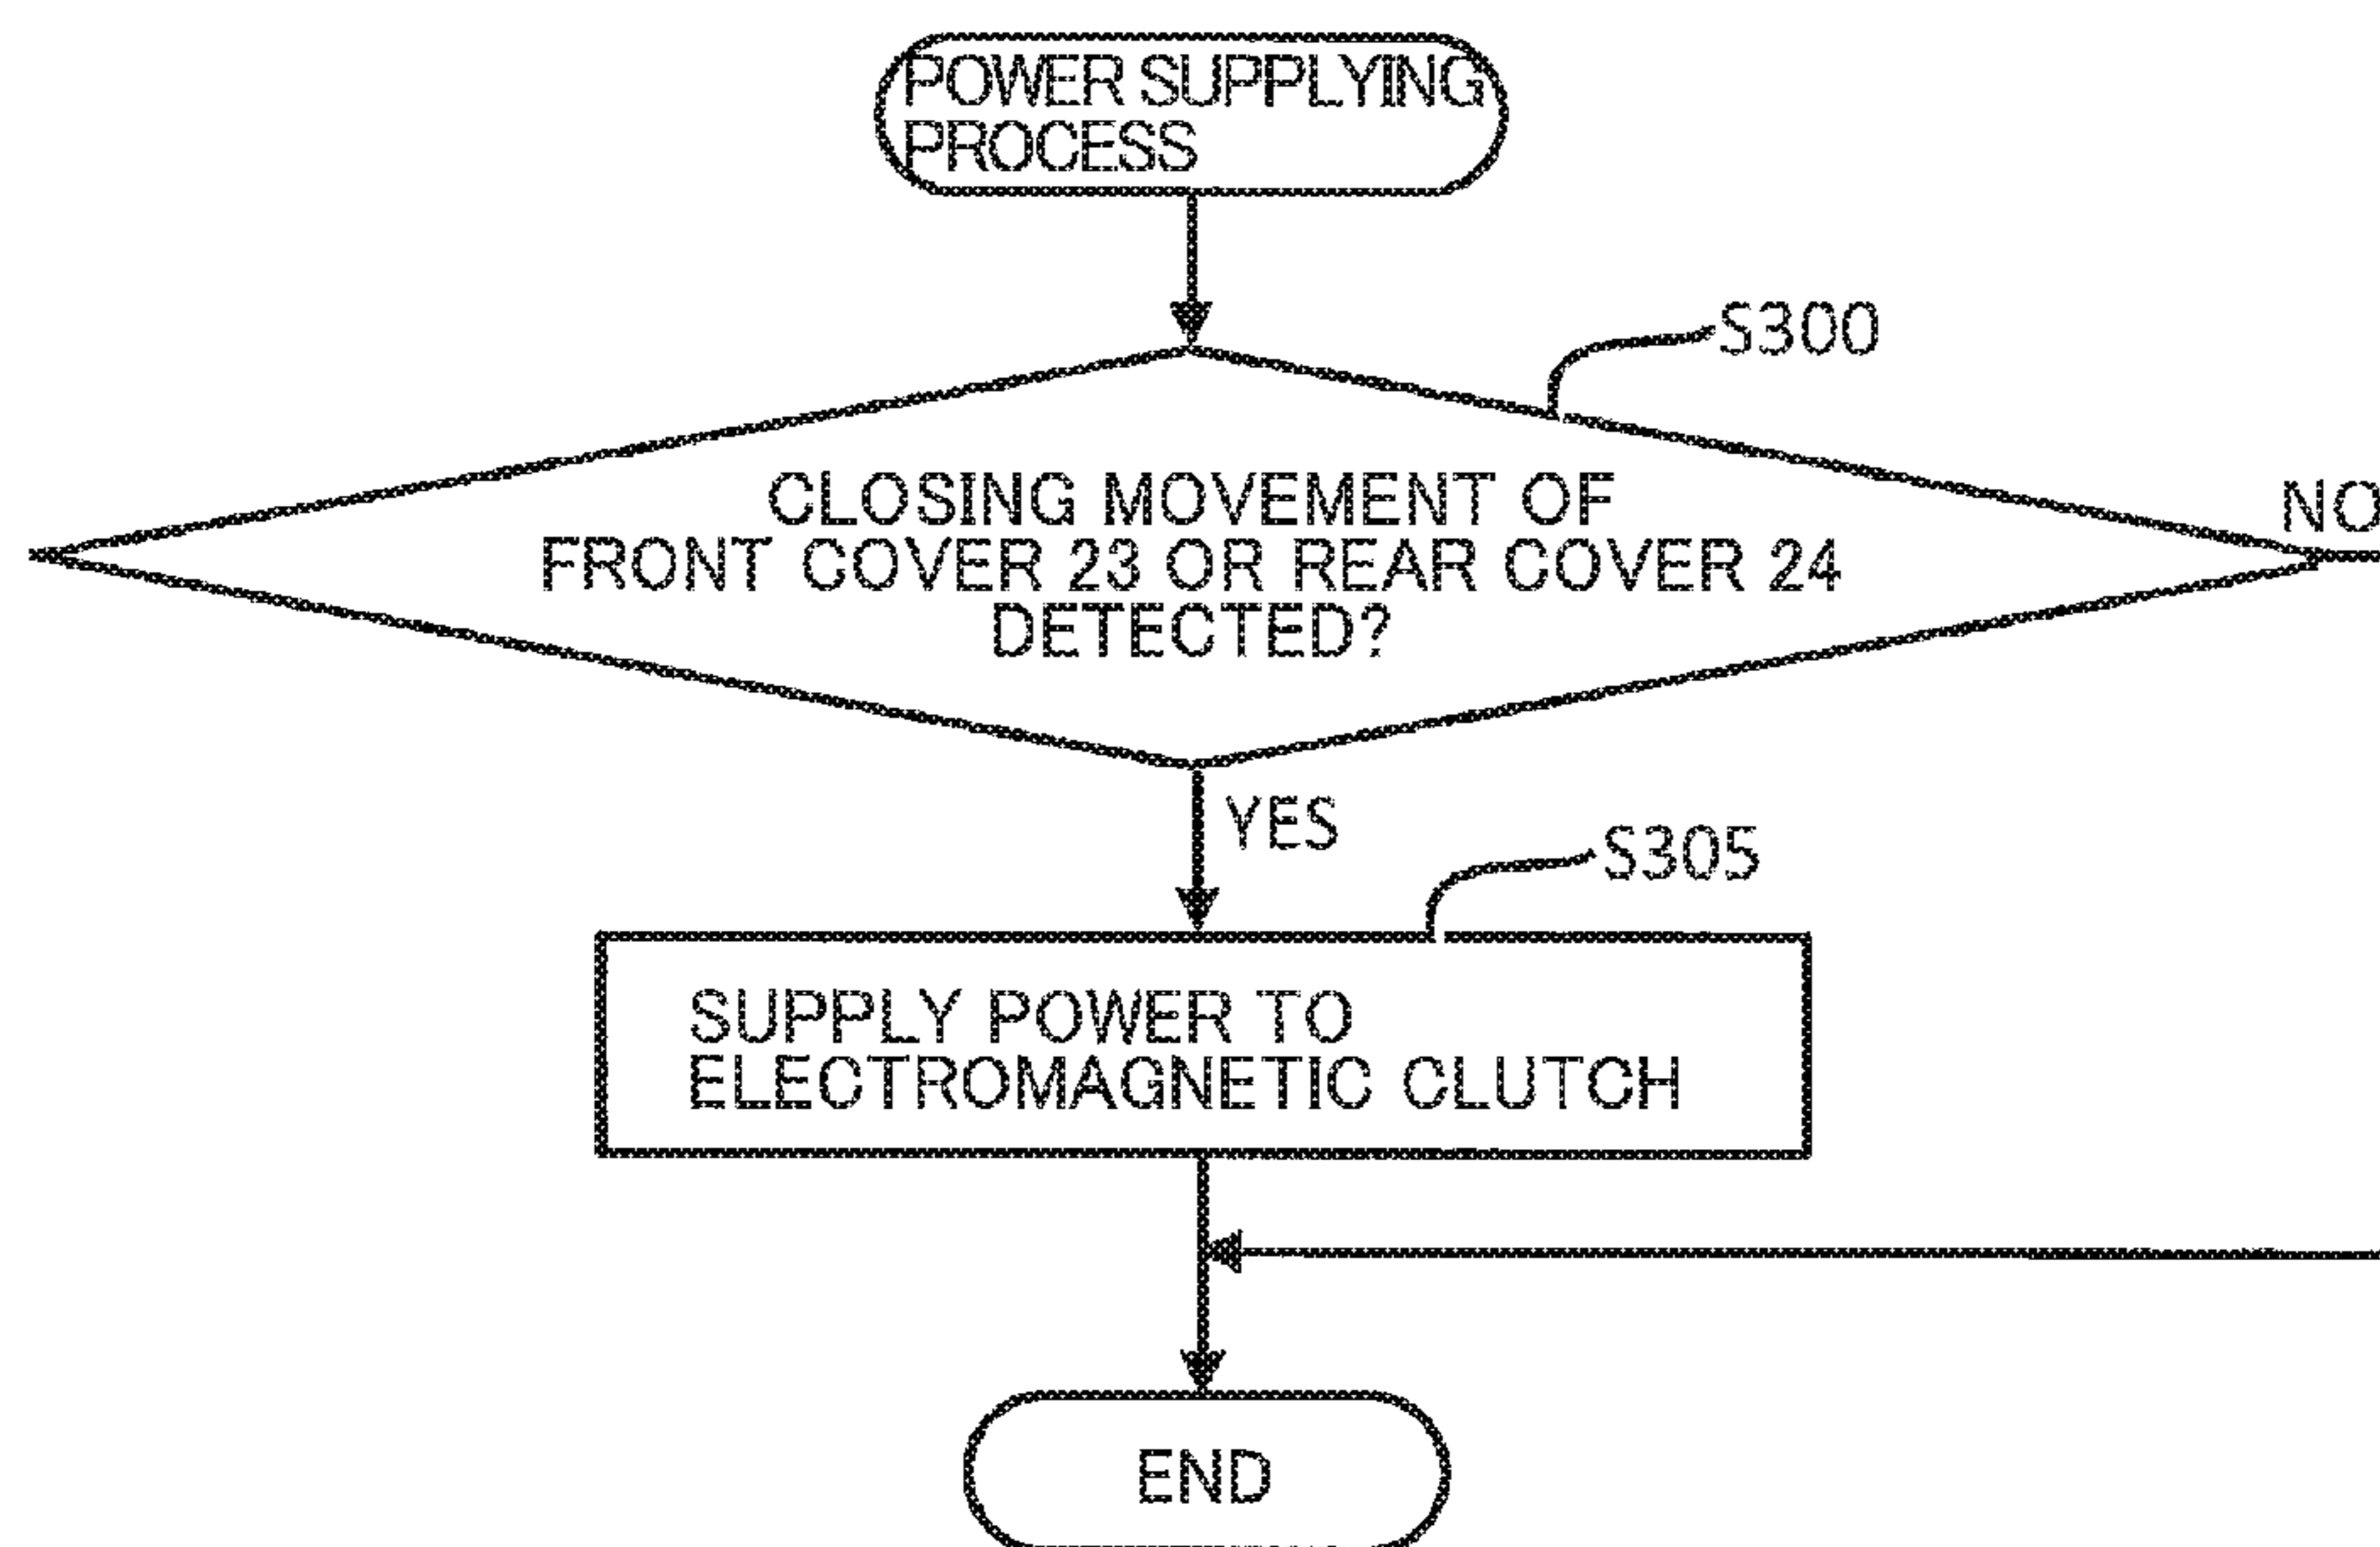 POWER SUPPLYING
PROCESS
S300
CLOSING MOVEMENT OF
FRONT COVER 23 OR REAR COVER 24
DETECTED?
NO
YES
S305
SUPPLY POWER TO
ELECTROMAGNETIC CLUTCH
END